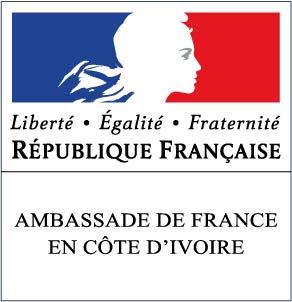 Liberté • Égalité • Fraternité
RÉPUBLIQUE FRANÇAISE
AMBASSADE DE FRANCE
EN CÔTE D'IVOIRE